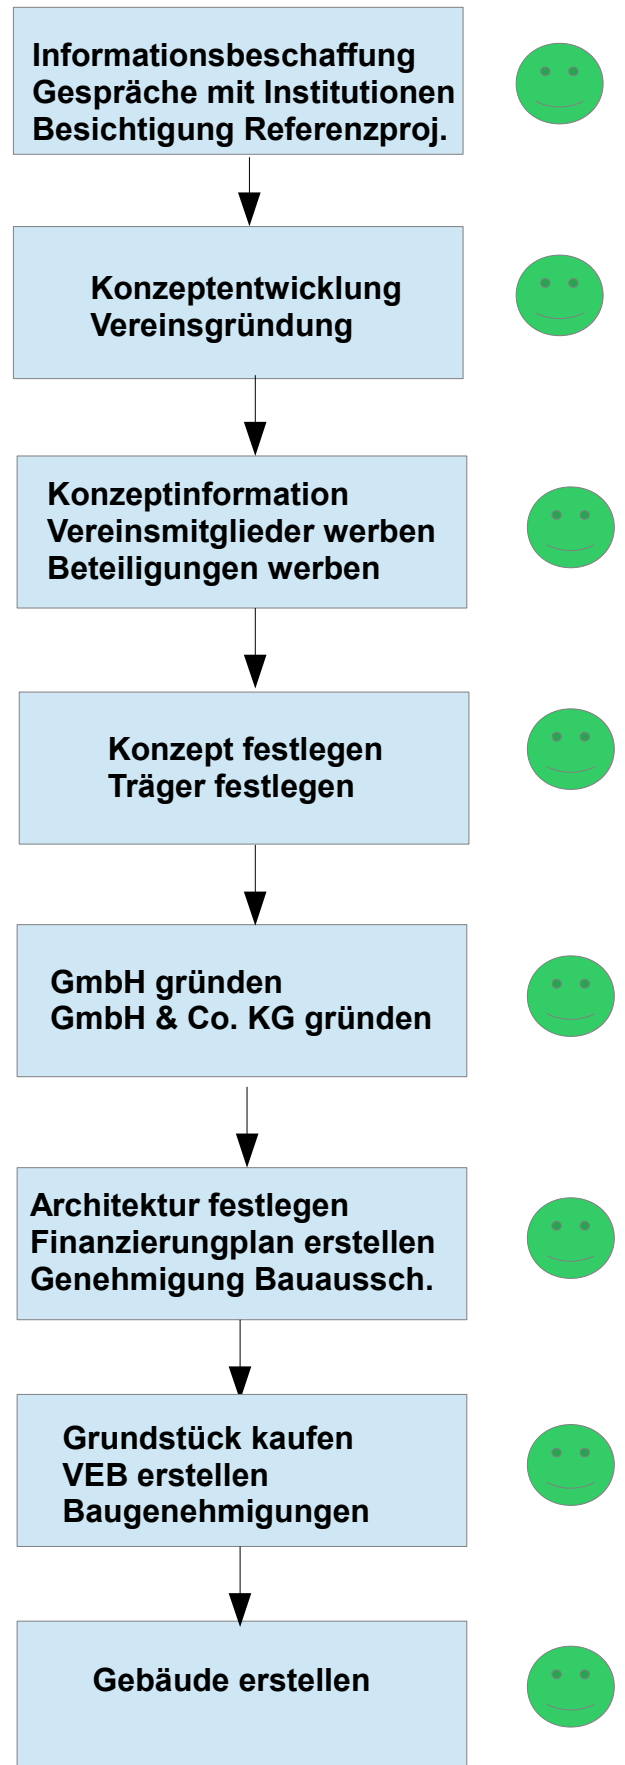 Informationsbeschaffung
Gespräche mit Institutionen
Besichtigung Referenzproj.
Konzeptentwicklung
Vereinsgründung
Konzeptinformation
Vereinsmitglieder werben
Beteiligungen werben
Konzept festlegen
Träger festlegen
GmbH gründen
GmbH & Co. KG gründen
Architektur festlegen
Finanzierungplan erstellen
Genehmigung Bauaussch.
Grundstück kaufen
VEB erstellen
Baugenehmigungen
Gebäude erstellen